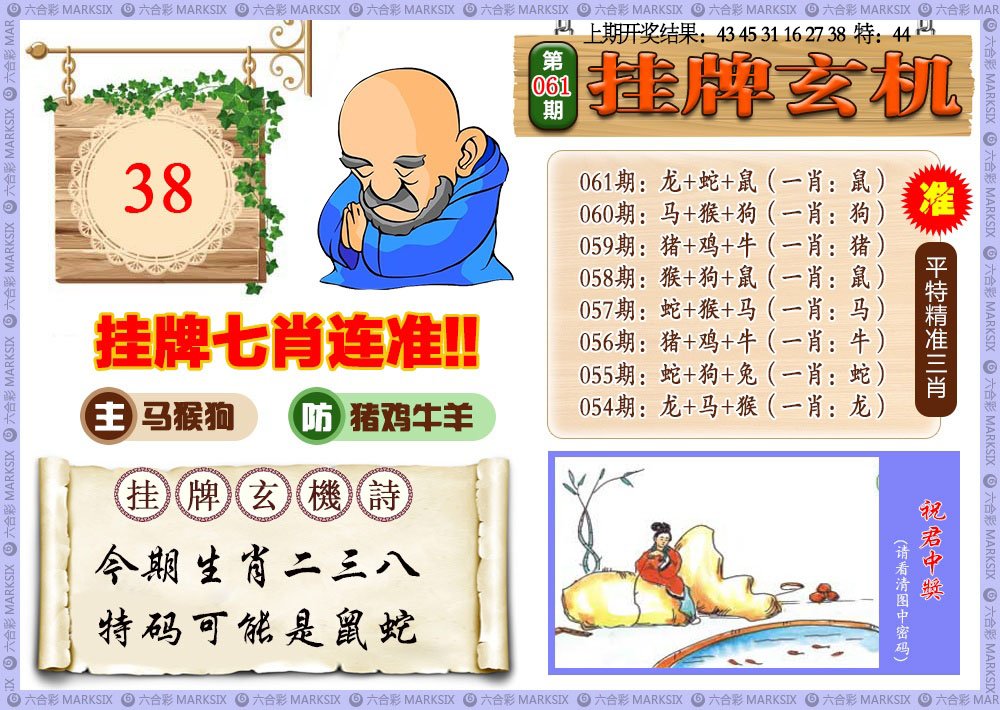 六合彩 MARKSIX
上期开奖结果：43 45 31 16 27 38 特：44
第
061
期
挂牌玄机
38
061期：龙+蛇+鼠（一肖：鼠）
060期：马+猴+狗（一肖：狗）
059期：猪+鸡+牛（一肖：猪）
058期：猴+狗+鼠（一肖：鼠）
057期：蛇+猴+马（一肖：马）
056期：猪+鸡+牛（一肖：牛）
055期：蛇+狗+兔（一肖：蛇）
054期：龙+马+猴（一肖：龙）
准
平特精准三肖
挂牌七肖连准!!
主 马猴狗
防 猪鸡牛羊
挂牌玄機詩
今期生肖二三八
特码可能是鼠蛇
祝君中獎
（请看清图中密码）